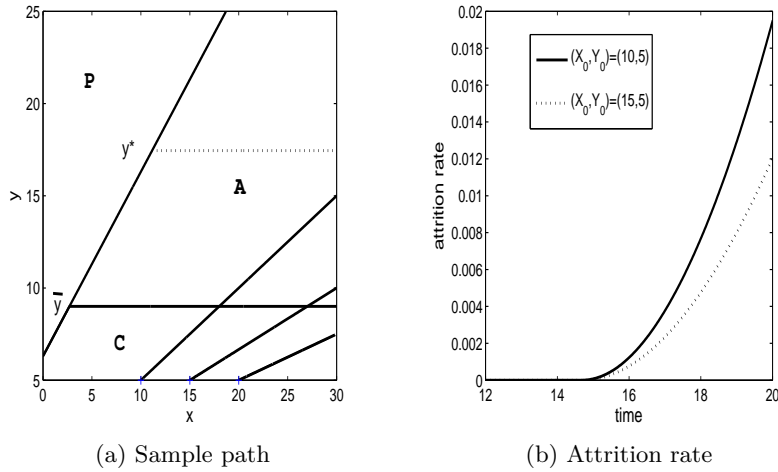 25
20
15
10
5
y
P
y*
A
y̅
C
0
5
10
15
20
25
30
x
(a) Sample path
0.02
0.018
0.016
0.014
0.012
0.01
0.008
0.006
0.004
0.002
0
attrition rate
(X0,Y0)=(10,5)
(X0,Y0)=(15,5)
12
14
16
18
20
time
(b) Attrition rate